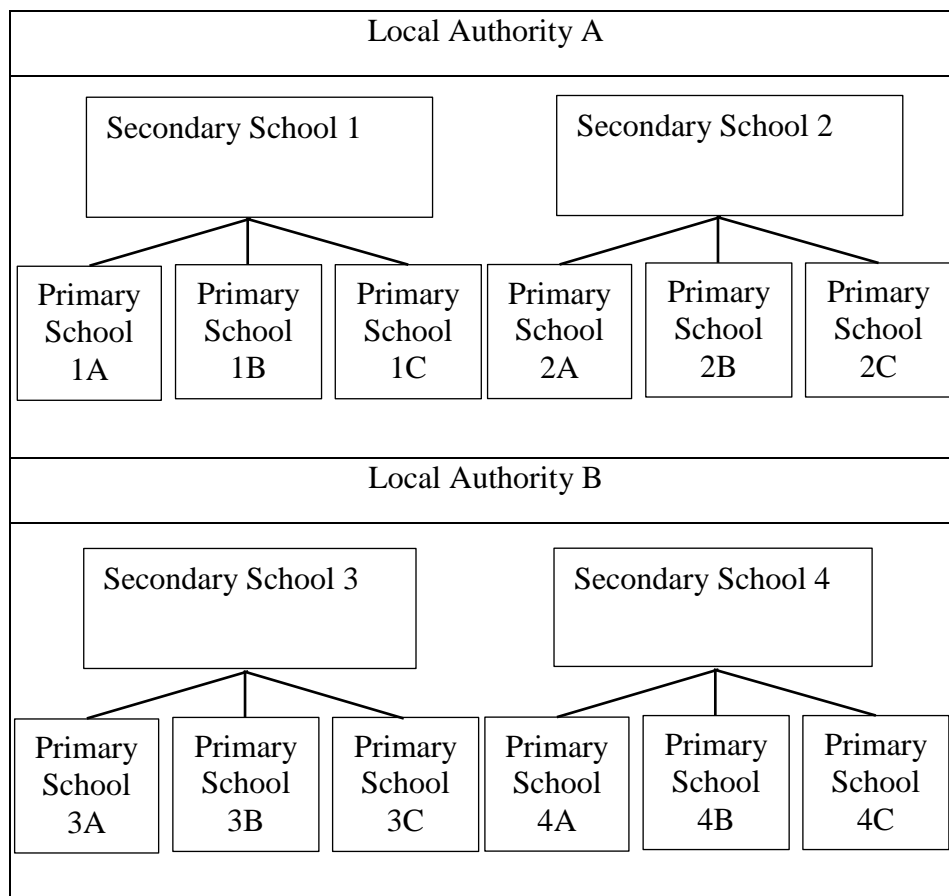 Local Authority A
Secondary School 1
Secondary School 2
Primary
School
1A
Primary
School
1B
Primary
School
1C
Primary
School
2A
Primary
School
2B
Primary
School
2C
Local Authority B
Secondary School 3
Secondary School 4
Primary
School
3A
Primary
School
3B
Primary
School
3C
Primary
School
4A
Primary
School
4B
Primary
School
4C